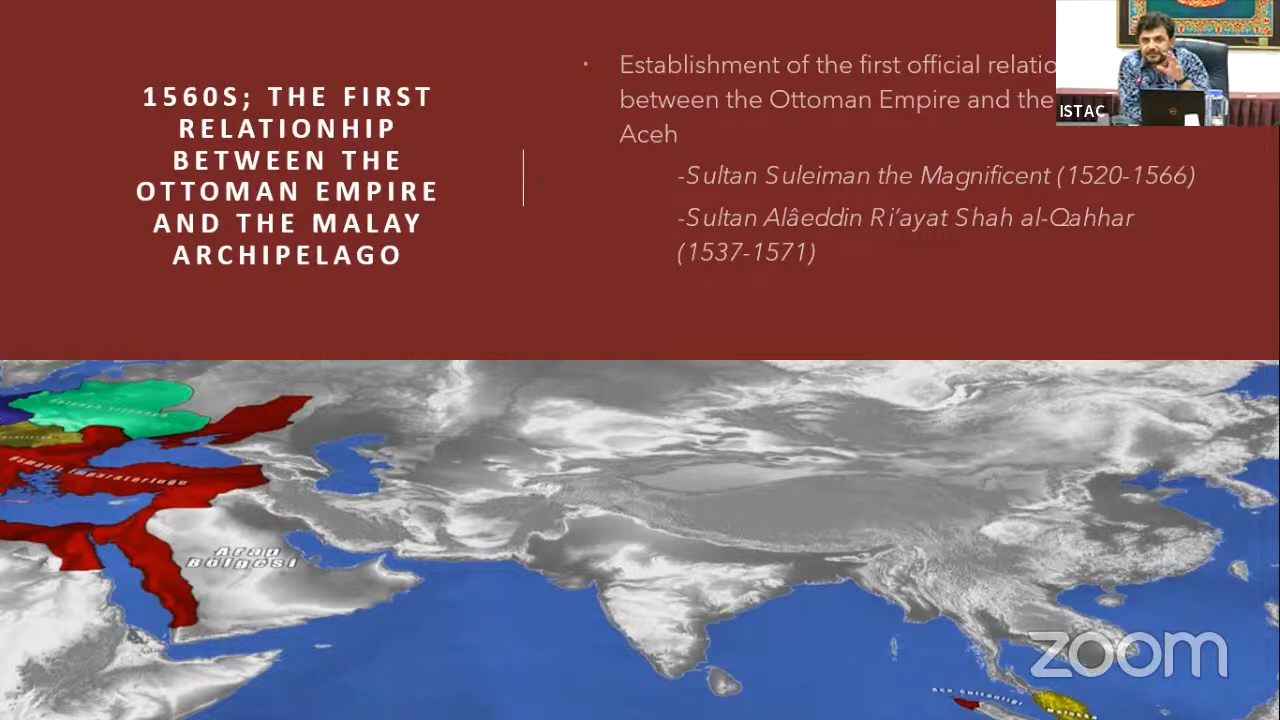 1560S; THE FIRST
RELATIONHIP
BETWEEN THE
OTTOMAN EMPIRE
AND THE MALAY
ARCHIPELAGO
• Establishment of the first official relatio
between the Ottoman Empire and the
Aceh
-Sultan Suleiman the Magnificent (1520-1566)
-Sultan Alâeddin Ri’ayat Shah al-Qahhar
(1537-1571)
ISTAC
Osmanlı İmparatorluğu
Arap
Bölgesi
zoom